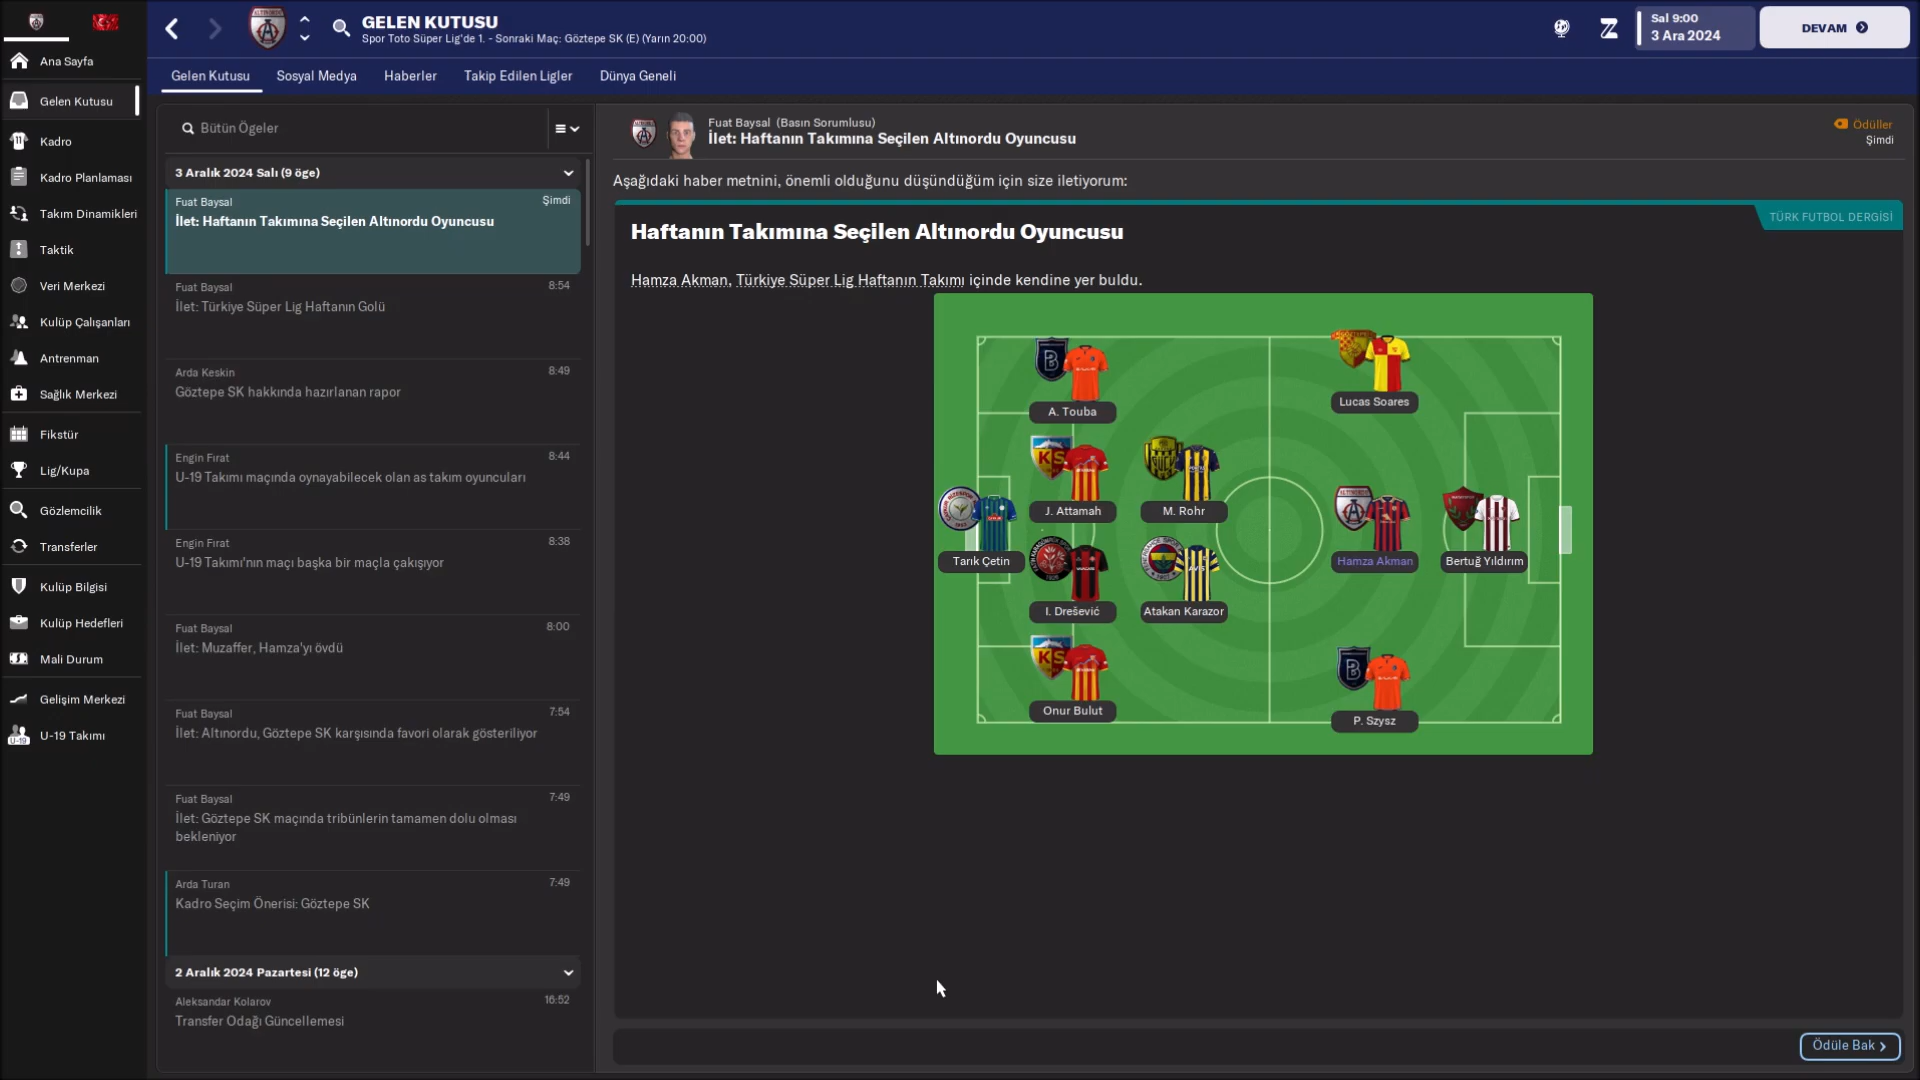 GELEN KUTUSU
Spor Toto Süper Lig'de 1. - Sonraki Maç: Göztepe SK (E) (Yarın 20:00)
Sal 9:00
3 Ara 2024
DEVAM
Gelen Kutusu
Sosyal Medya
Haberler
Takip Edilen Ligler
Dünya Geneli
Ana Sayfa
Gelen Kutusu
Kadro
Kadro Planlaması
Takım Dinamikleri
Taktik
Veri Merkezi
Kulüp Çalışanları
Antrenman
Sağlık Merkezi
Fikstür
Lig/Kupa
Gözlemcilik
Transferler
Kulüp Bilgisi
Kulüp Hedefleri
Mali Durum
Gelişim Merkezi
U-19 Takımı
Bütün Ögeler
3 Aralık 2024 Salı (9 öge)
Fuat Baysal
Şimdi
İlet: Haftanın Takımına Seçilen Altınordu Oyuncusu
Fuat Baysal
8:54
İlet: Türkiye Süper Lig Haftanın Golü
Arda Keskin
8:49
Göztepe SK hakkında hazırlanan rapor
Engin Fırat
8:44
U-19 Takımı maçında oynayabilecek olan as takım oyuncuları
Engin Fırat
8:38
U-19 Takımı'nın maçı başka bir maçla çakışıyor
Fuat Baysal
8:00
İlet: Muzaffer, Hamza'yı övdü
Fuat Baysal
7:54
İlet: Altınordu, Göztepe SK karşısında favori olarak gösteriliyor
Fuat Baysal
7:49
İlet: Göztepe SK maçında tribünlerin tamamen dolu olması
bekleniyor
Arda Turan
7:49
Kadro Seçim Önerisi: Göztepe SK
2 Aralık 2024 Pazartesi (12 öge)
Aleksandar Kolarov
16:52
Transfer Odağı Güncellemesi
Fuat Baysal (Basın Sorumlusu)
İlet: Haftanın Takımına Seçilen Altınordu Oyuncusu
Ödüller
Şimdi
Aşağıdaki haber metnini, önemli olduğunu düşündüğüm için size iletiyorum:
TÜRK FUTBOL DERGİSİ
Haftanın Takımına Seçilen Altınordu Oyuncusu
Hamza Akman, Türkiye Süper Lig Haftanın Takımı içinde kendine yer buldu.
A. Touba
Lucas Soares
J. Attamah
M. Rohr
Tarık Çetin
Hamza Akman
Bertuğ Yıldırım
I. Drešević
Atakan Karazor
Onur Bulut
P. Szysz
Ödüle Bak